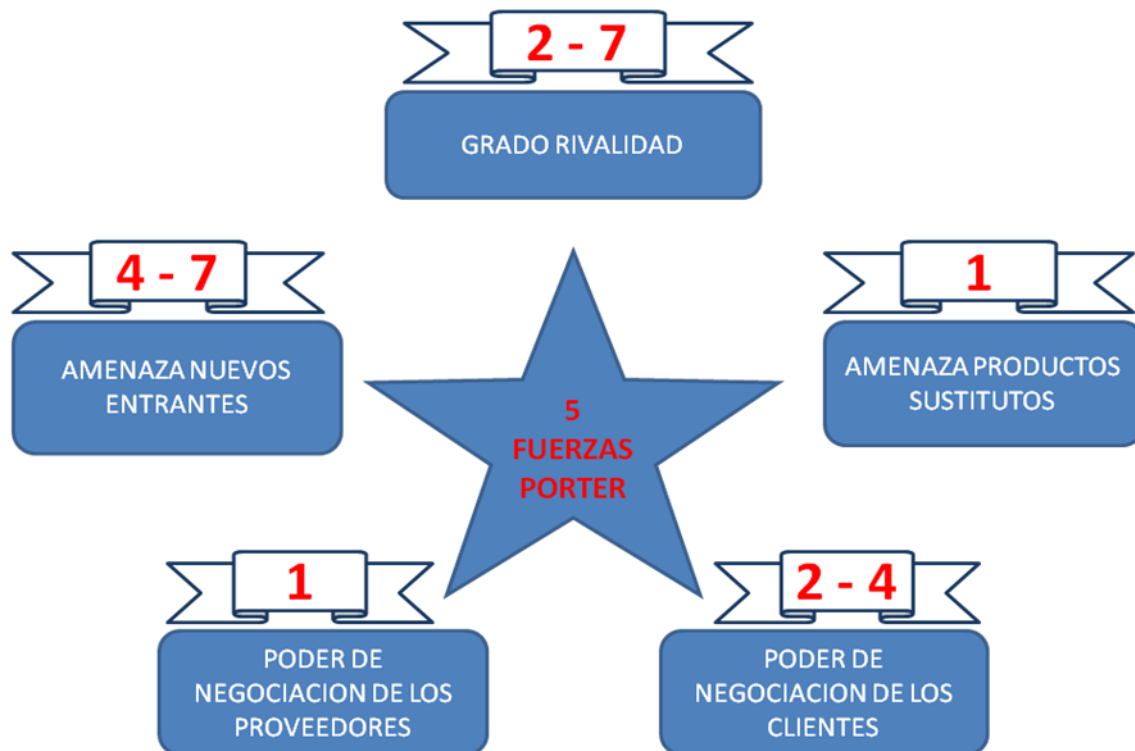 2 - 7
GRADO RIVALIDAD
4 - 7
AMENAZA NUEVOS
ENTRANTES
1
AMENAZA PRODUCTOS
SUSTITUTOS
5
FUERZAS
PORTER
1
PODER DE
NEGOCIACION DE LOS
PROVEEDORES
2 - 4
PODER DE
NEGOCIACION DE LOS
CLIENTES